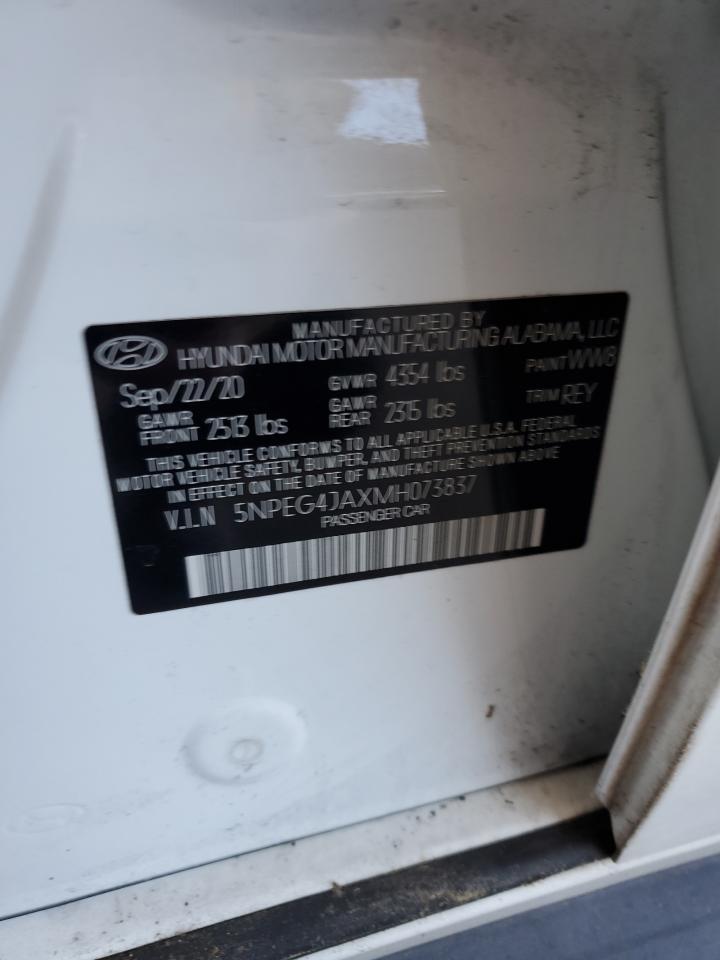 MANUFACTURED BY
HYUNDAI MOTOR MANUFACTURING ALABAMA, LLC
Sep/22/20 GVWR 4354 lbs PAINT WW8
GAWR FRONT 2513 lbs GAWR REAR 2315 lbs TRIM REY
THIS VEHICLE CONFORMS TO ALL APPLICABLE U.S.A. FEDERAL
MOTOR VEHICLE SAFETY, BUMPER, AND THEFT PREVENTION STANDARDS
IN EFFECT ON THE DATE OF MANUFACTURE SHOWN ABOVE
V.I.N 5NPEG4JAXMH073837
PASSENGER CAR